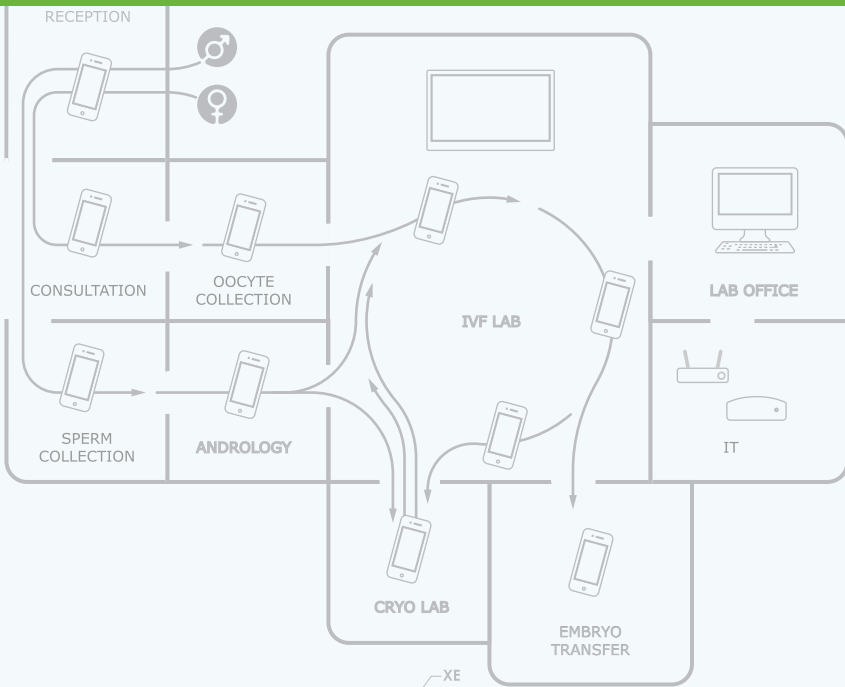 RECEPTION
CONSULTATION
OOCYTE
COLLECTION
IVF LAB
LAB OFFICE
SPERM
COLLECTION
ANDROLOGY
IT
CRYO LAB
EMBRYO
TRANSFER
XE